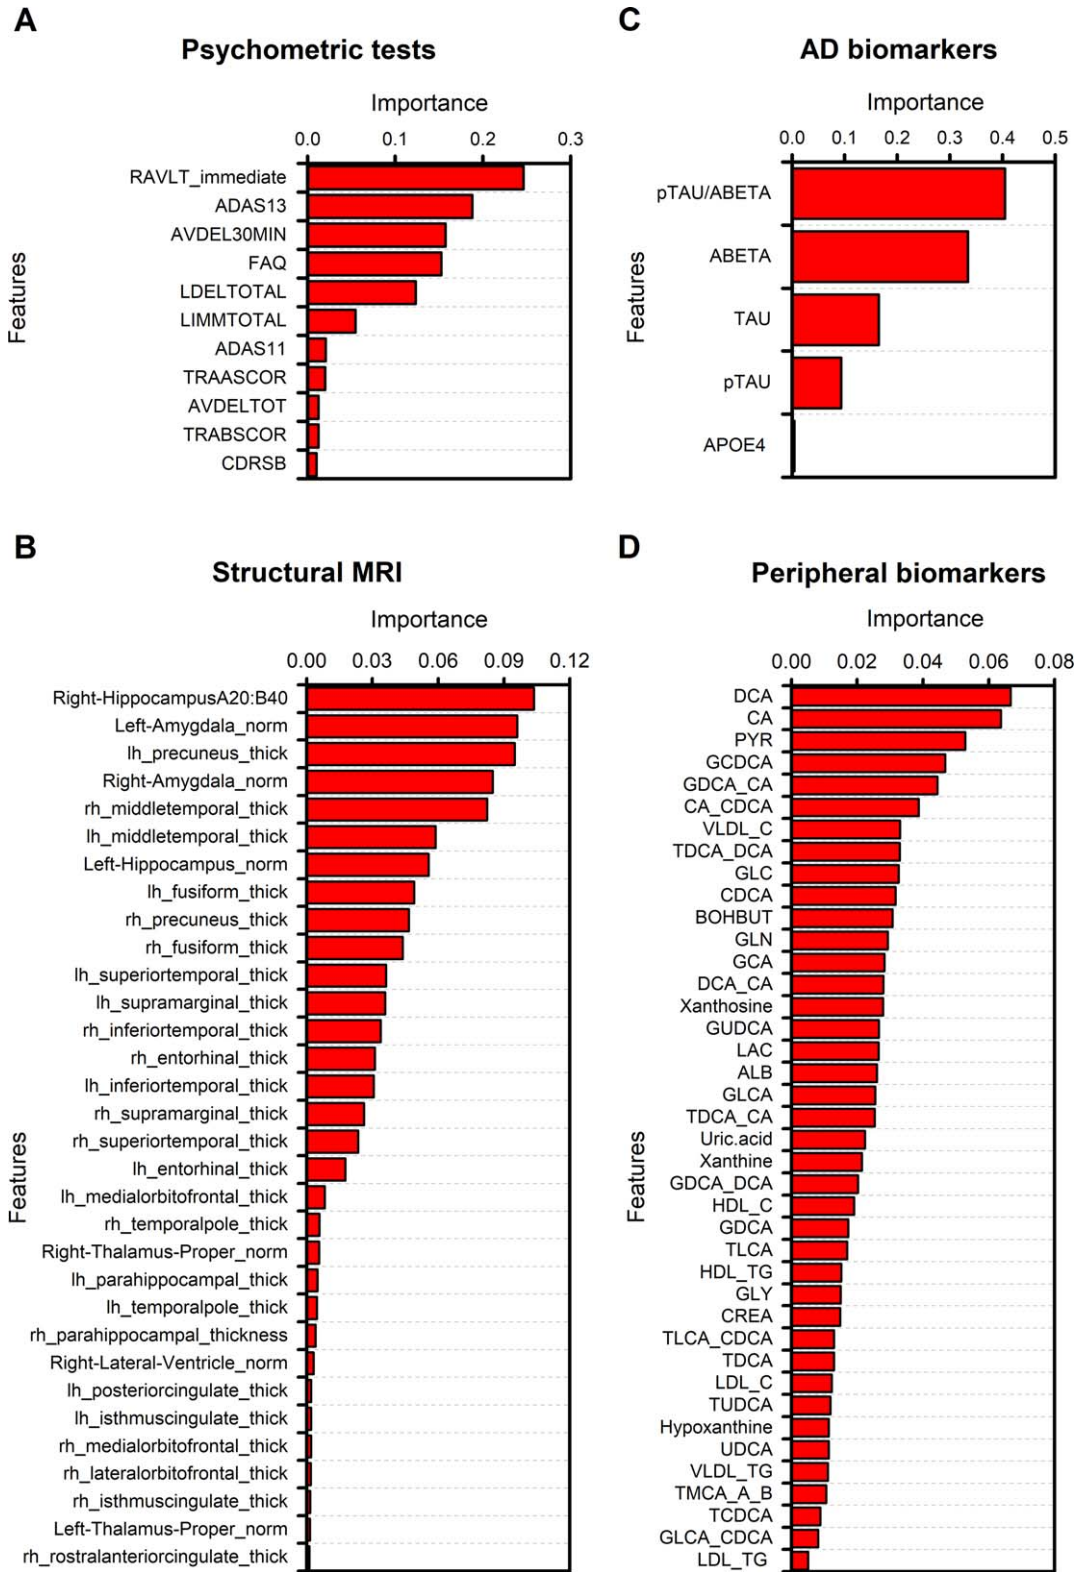 A
Psychometric tests
Importance
0.0 0.1 0.2 0.3
Features
RAVLT_immediate
ADAS13
AVDEL30MIN
FAQ
LDELTOTAL
LIMMTOTAL
ADAS11
TRAASCOR
AVDELTOT
TRABSCOR
CDRSB
C
AD biomarkers
Importance
0.0 0.1 0.2 0.3 0.4 0.5
Features
pTAU/ABETA
ABETA
TAU
pTAU
APOE4
B
Structural MRI
Importance
0.00 0.03 0.06 0.09 0.12
Features
Right-HippocampusA20:B40
Left-Amygdala_norm
lh_precuneus_thick
Right-Amygdala_norm
rh_middletemporal_thick
lh_middletemporal_thick
Left-Hippocampus_norm
lh_fusiform_thick
rh_precuneus_thick
rh_fusiform_thick
lh_superiortemporal_thick
lh_supramarginal_thick
rh_inferiortemporal_thick
rh_entorhinal_thick
lh_inferiortemporal_thick
rh_supramarginal_thick
rh_superiortemporal_thick
lh_entorhinal_thick
lh_medialorbitofrontal_thick
rh_temporalpole_thick
Right-Thalamus-Proper_norm
lh_parahippocampal_thick
lh_temporalpole_thick
rh_parahippocampal_thickness
Right-Lateral-Ventricle_norm
lh_posteriorcingulate_thick
lh_isthmuscingulate_thick
rh_medialorbitofrontal_thick
rh_lateralorbitofrontal_thick
rh_isthmuscingulate_thick
Left-Thalamus-Proper_norm
rh_rostralanteriorcingulate_thick
D
Peripheral biomarkers
Importance
0.00 0.02 0.04 0.06 0.08
Features
DCA
CA
PYR
GCDCA
GDCA_CA
CA_CDCA
VLDL_C
TDCA_DCA
GLC
CDCA
BOHBUT
GLN
GCA
DCA_CA
Xanthosine
GUDCA
LAC
ALB
GLCA
TDCA_CA
Uric.acid
Xanthine
GDCA_DCA
HDL_C
GDCA
TLCA
HDL_TG
GLY
CREA
TLCA_CDCA
TDCA
LDL_C
TUDCA
Hypoxanthine
UDCA
VLDL_TG
TMCA_A_B
TCDCA
GLCA_CDCA
LDL_TG